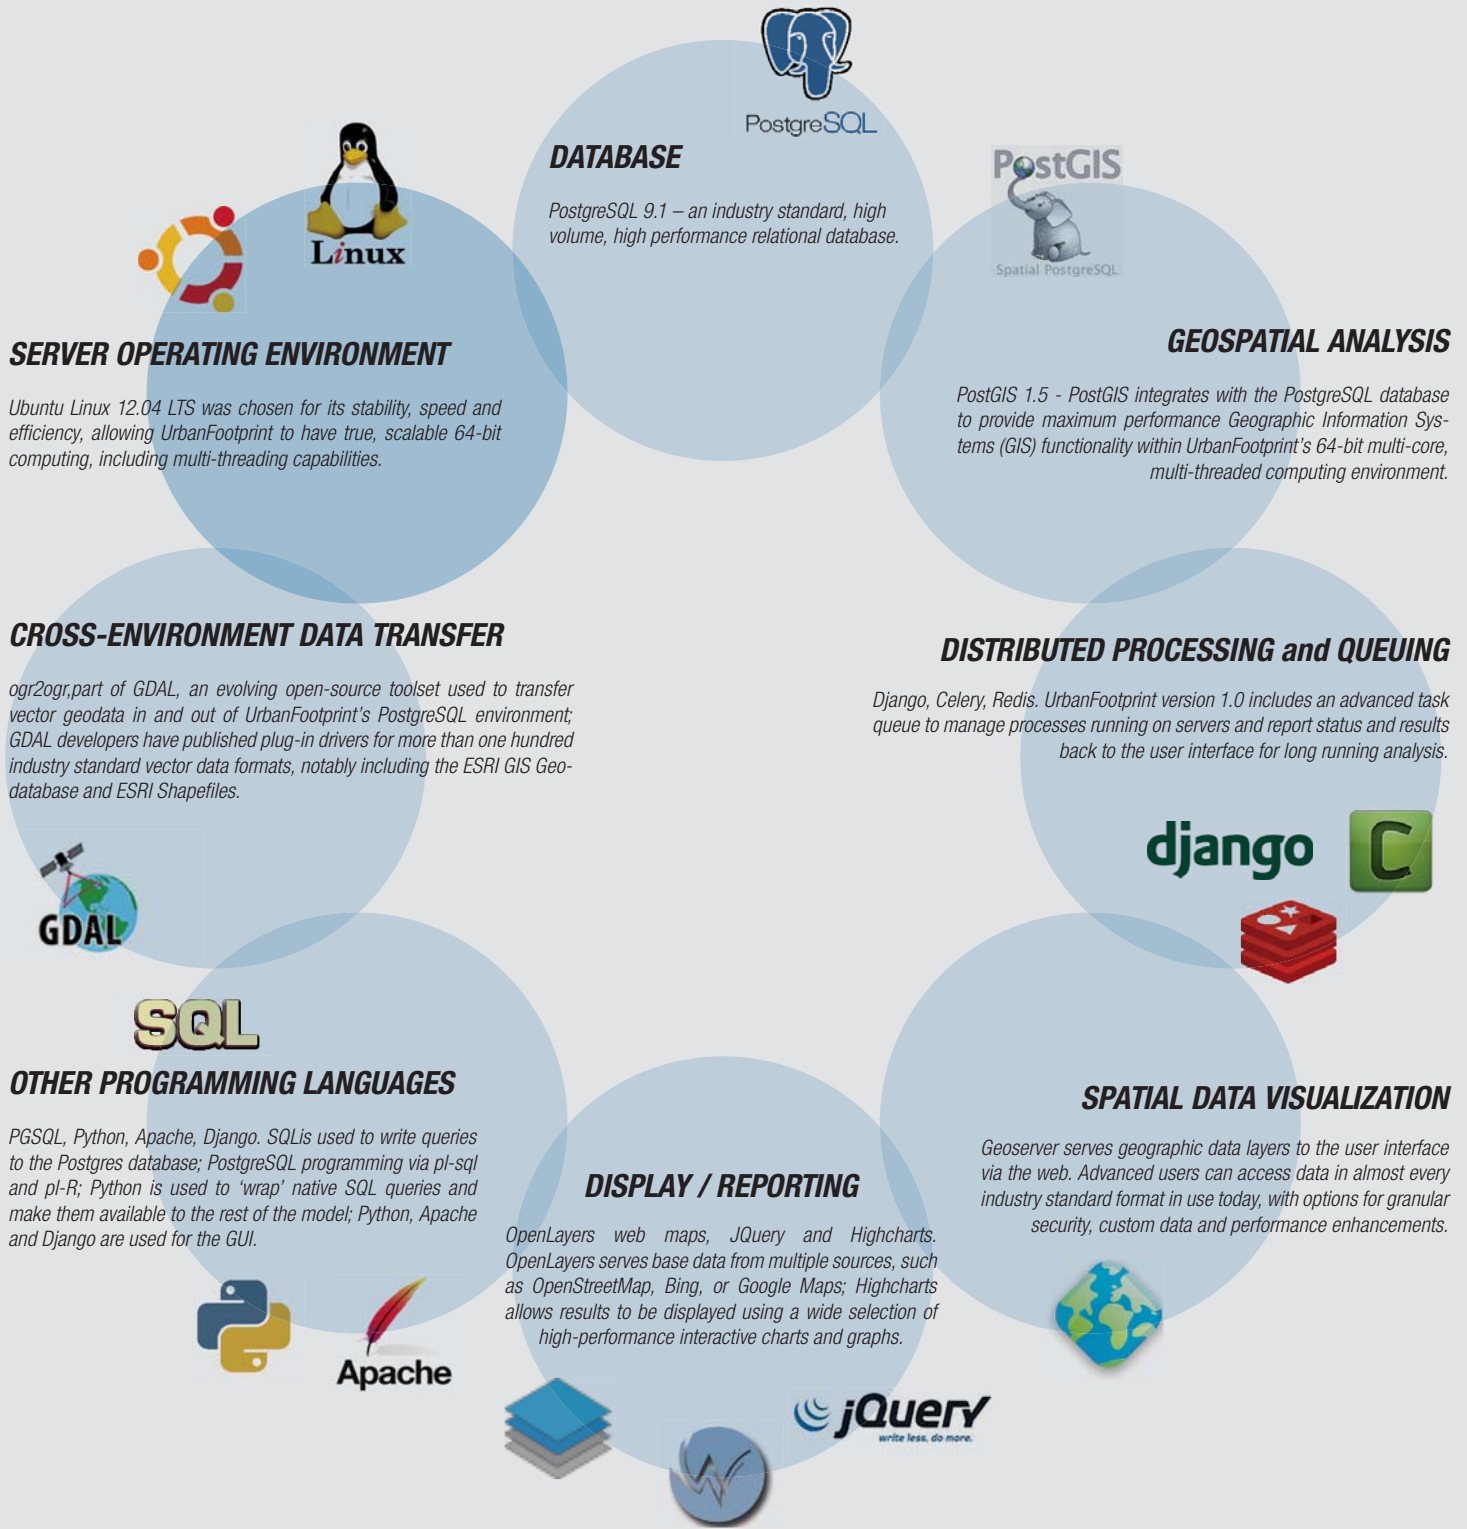 PostgreSQL
DATABASE
PostgreSQL 9.1 – an industry standard, high
volume, high performance relational database.
Linux
SERVER OPERATING ENVIRONMENT
Ubuntu Linux 12.04 LTS was chosen for its stability, speed and
efficiency, allowing UrbanFootprint to have true, scalable 64-bit
computing, including multi-threading capabilities.
PostGIS
Spatial PostgreSQL
GEOSPATIAL ANALYSIS
PostGIS 1.5 - PostGIS integrates with the PostgreSQL database
to provide maximum performance Geographic Information Sys-
tems (GIS) functionality within UrbanFootprint's 64-bit multi-core,
multi-threaded computing environment.
CROSS-ENVIRONMENT DATA TRANSFER
ogr2ogr,part of GDAL, an evolving open-source toolset used to transfer
vector geodata in and out of UrbanFootprint's PostgreSQL environment;
GDAL developers have published plug-in drivers for more than one hundred
industry standard vector data formats, notably including the ESRI GIS Geo-
database and ESRI Shapefiles.
GDAL
DISTRIBUTED PROCESSING and QUEUING
Django, Celery, Redis. UrbanFootprint version 1.0 includes an advanced task
queue to manage processes running on servers and report status and results
back to the user interface for long running analysis.
django
C
SQL
OTHER PROGRAMMING LANGUAGES
PGSQL, Python, Apache, Django. SQLis used to write queries
to the Postgres database; PostgreSQL programming via pl-sql
and pl-R; Python is used to ‘wrap’ native SQL queries and
make them available to the rest of the model; Python, Apache
and Django are used for the GUI.
Apache
DISPLAY / REPORTING
OpenLayers web maps, JQuery and Highcharts.
OpenLayers serves base data from multiple sources, such
as OpenStreetMap, Bing, or Google Maps; Highcharts
allows results to be displayed using a wide selection of
high-performance interactive charts and graphs.
jQuery
write less, do more.
SPATIAL DATA VISUALIZATION
Geoserver serves geographic data layers to the user interface
via the web. Advanced users can access data in almost every
industry standard format in use today, with options for granular
security, custom data and performance enhancements.